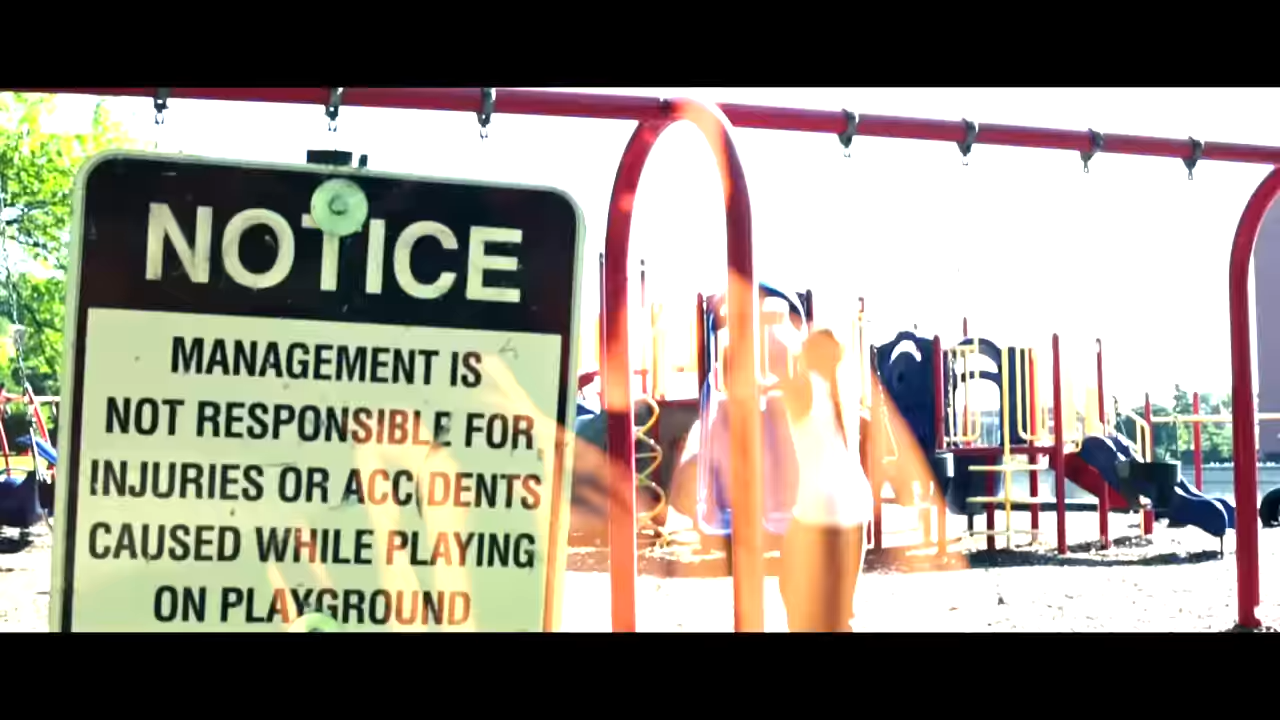 NOTICE
MANAGEMENT IS
NOT RESPONSIBLE FOR
INJURIES OR ACCIDENTS
CAUSED WHILE PLAYING
ON PLAYGROUND